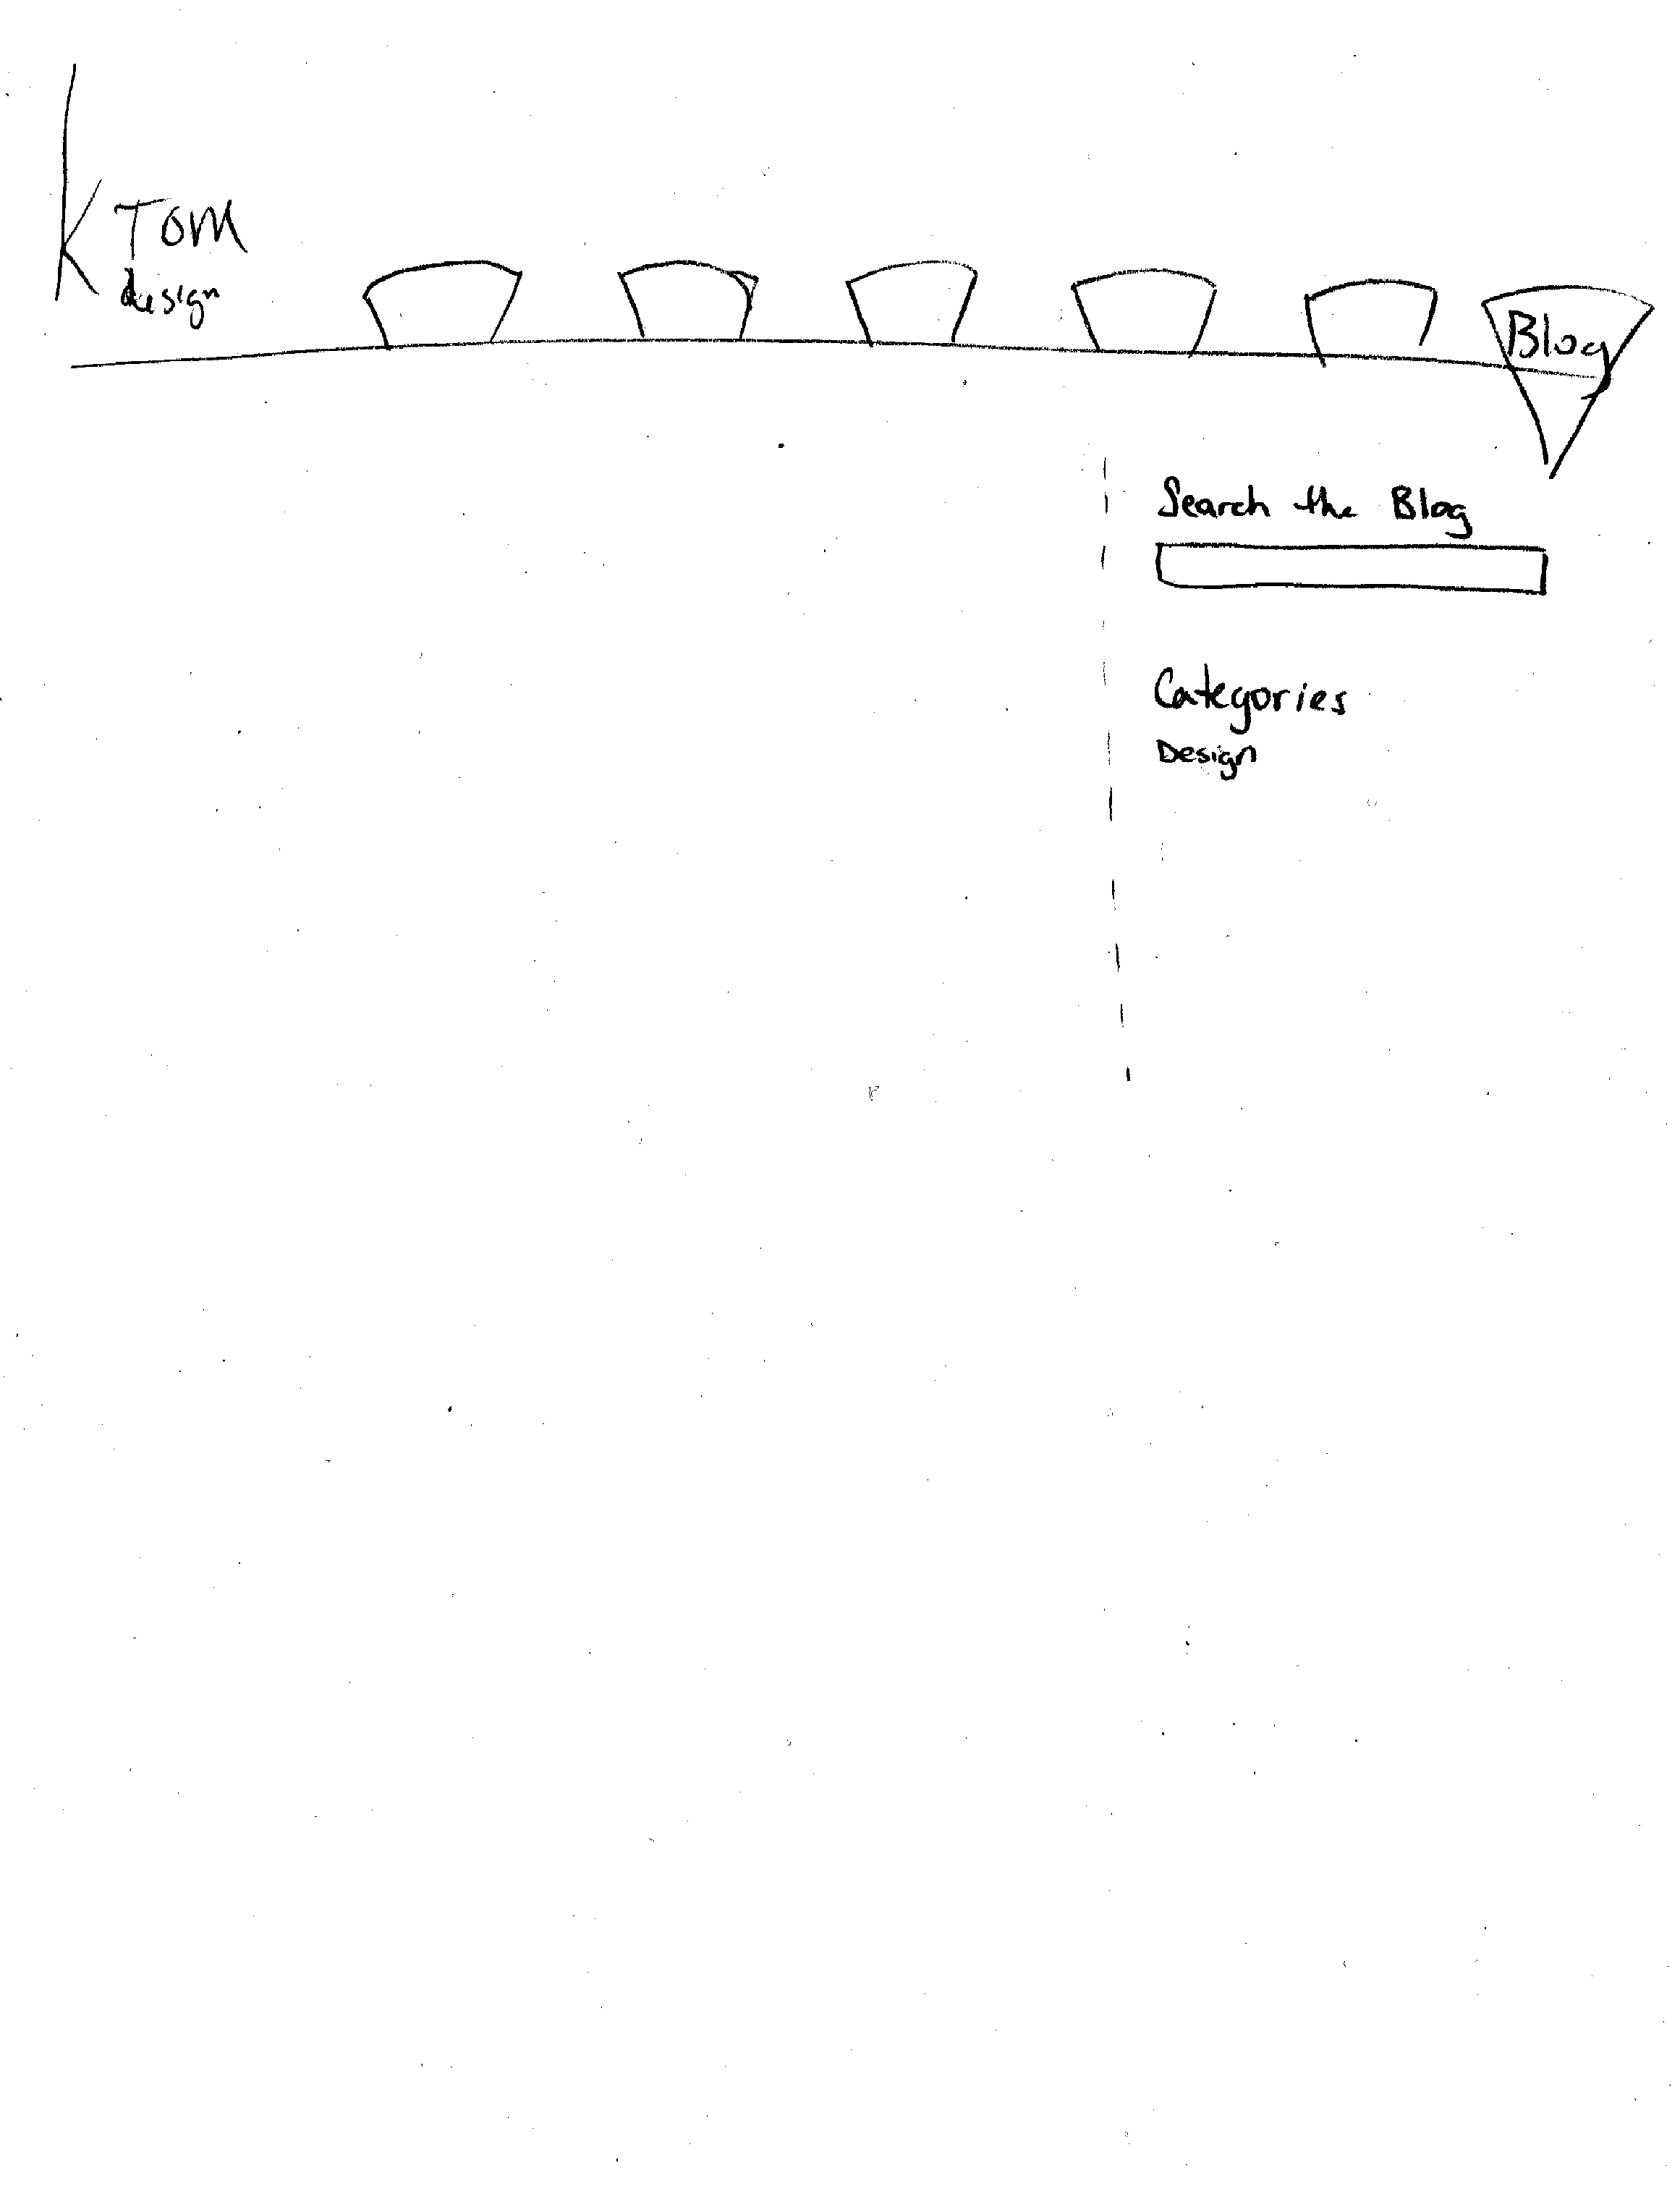 K Tom
design
Blog
Search the Blog
Categories
Design